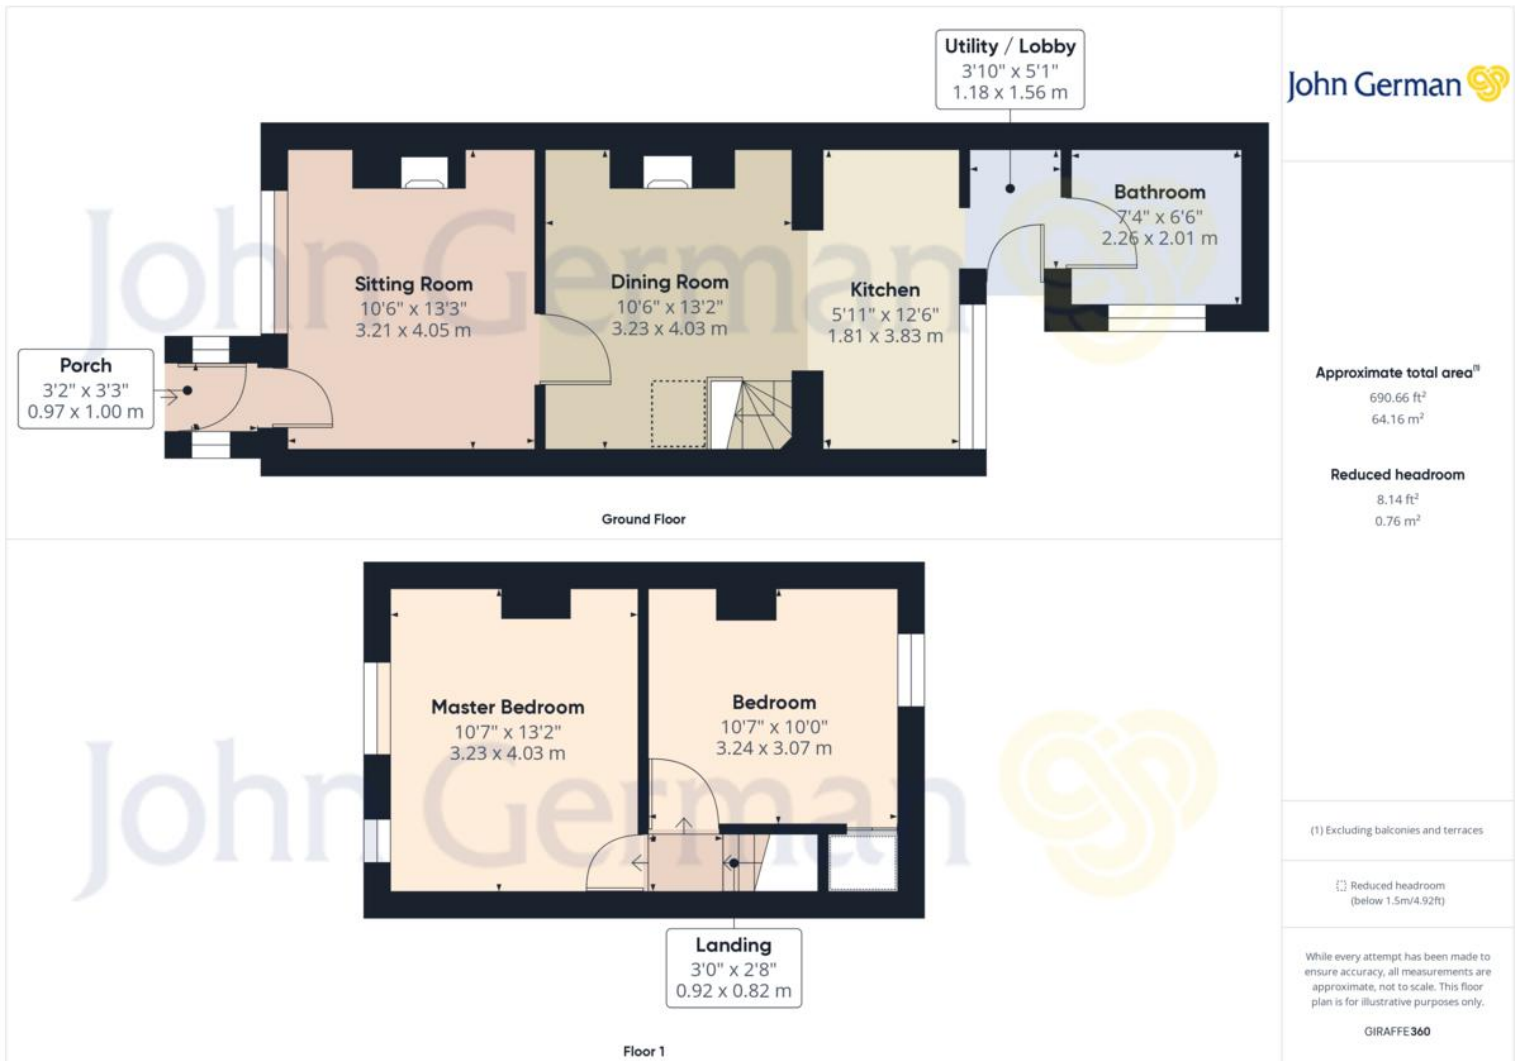 Utility / Lobby
3'10" x 5'1"
1.18 x 1.56 m
John German
Bathroom
7'4" x 6'6"
2.26 x 2.01 m
Sitting Room
10'6" x 13'3"
3.21 x 4.05 m
Dining Room
10'6" x 13'2"
3.23 x 4.03 m
Kitchen
5'11" x 12'6"
1.81 x 3.83 m
Porch
3'2" x 3'3"
0.97 x 1.00 m
John German
Ground Floor
Master Bedroom
10'7" x 13'2"
3.23 x 4.03 m
Bedroom
10'7" x 10'0"
3.24 x 3.07 m
John German
Landing
3'0" x 2'8"
0.92 x 0.82 m
Floor 1
Approximate total area(1)
690.66 ft²
64.16 m²
Reduced headroom
8.14 ft²
0.76 m²
(1) Excluding balconies and terraces
Reduced headroom
(below 1.5m/4.92ft)
While every attempt has been made to
ensure accuracy, all measurements are
approximate, not to scale. This floor
plan is for illustrative purposes only.
GIRAFFE360